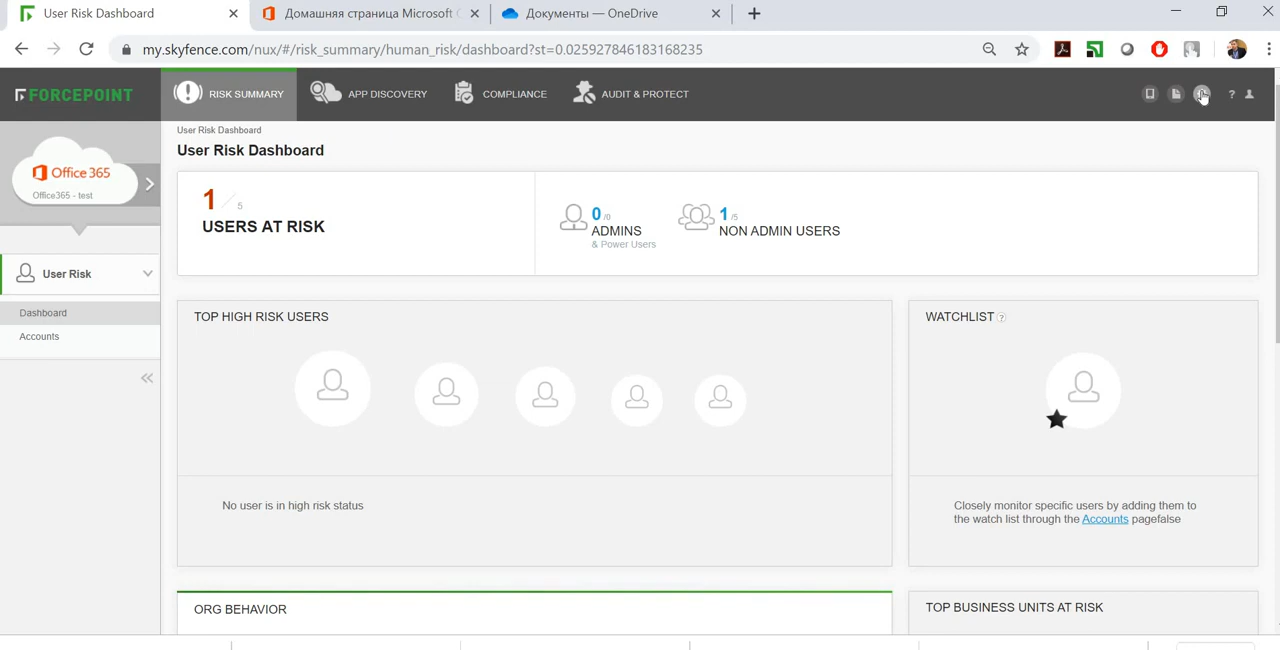 User Risk Dashboard
Домашняя страница Microsoft
Документы — OneDrive
my.skyfence.com/nux/#/risk_summary/human_risk/dashboard?st=0.025927846183168235
FORCEPOINT
RISK SUMMARY
APP DISCOVERY
COMPLIANCE
AUDIT & PROTECT
?
User Risk Dashboard
User Risk Dashboard
Office 365
Office365 - test
1 / 5
USERS AT RISK
0 /0
ADMINS
& Power Users
1 /5
NON ADMIN USERS
User Risk
Dashboard
Accounts
TOP HIGH RISK USERS
No user is in high risk status
WATCHLIST ?
Closely monitor specific users by adding them to
the watch list through the Accounts pagefalse
ORG BEHAVIOR
TOP BUSINESS UNITS AT RISK